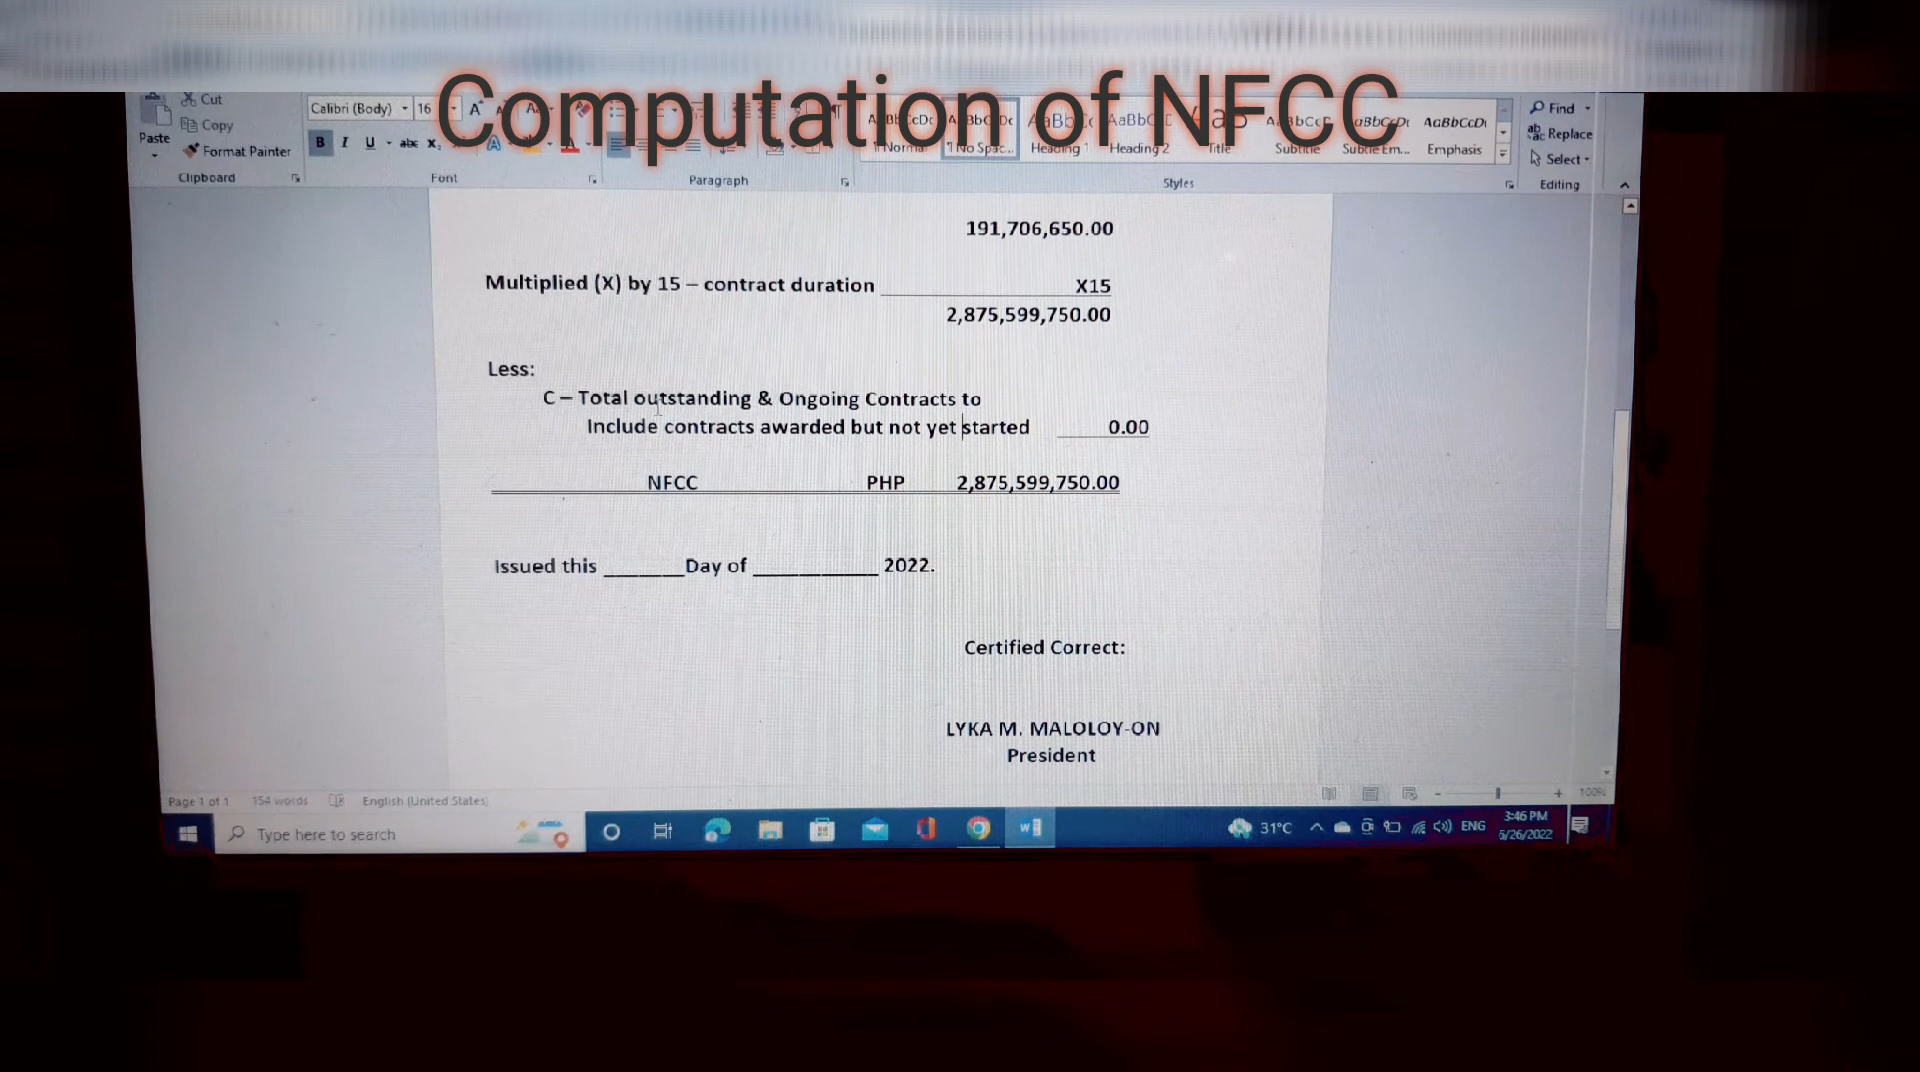 Computation of NFCC
Cut
Copy
Paste
Format Painter
Clipboard
Calibri (Body)
16
B I U abc
Font
Paragraph
Heading 1
Heading 2
Title
Subtitle
Subtle Em...
Emphasis
Styles
Find
Replace
Select
Editing
191,706,650.00
Multiplied (X) by 15 – contract duration X15
2,875,599,750.00
Less:
C – Total outstanding & Ongoing Contracts to
Include contracts awarded but not yet started 0.00
NFCC PHP 2,875,599,750.00
Issued this ______ Day of __________ 2022.
Certified Correct:
LYKA M. MALOLOY-ON
President
Page 1 of 1 154 words English (United States) 100%
Type here to search
31°C ENG
3:46 PM
5/26/2022